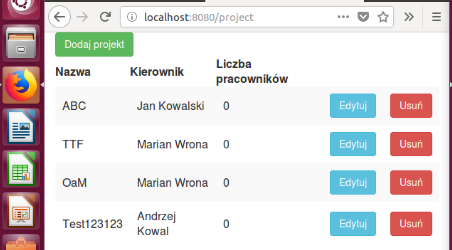 localhost:8080/project
Dodaj projekt
Nazwa Kierownik Liczba pracowników
ABC Jan Kowalski 0 Edytuj Usuń
TTF Marian Wrona 0 Edytuj Usuń
OaM Marian Wrona 0 Edytuj Usuń
Test123123 Andrzej Kowal 0 Edytuj Usuń